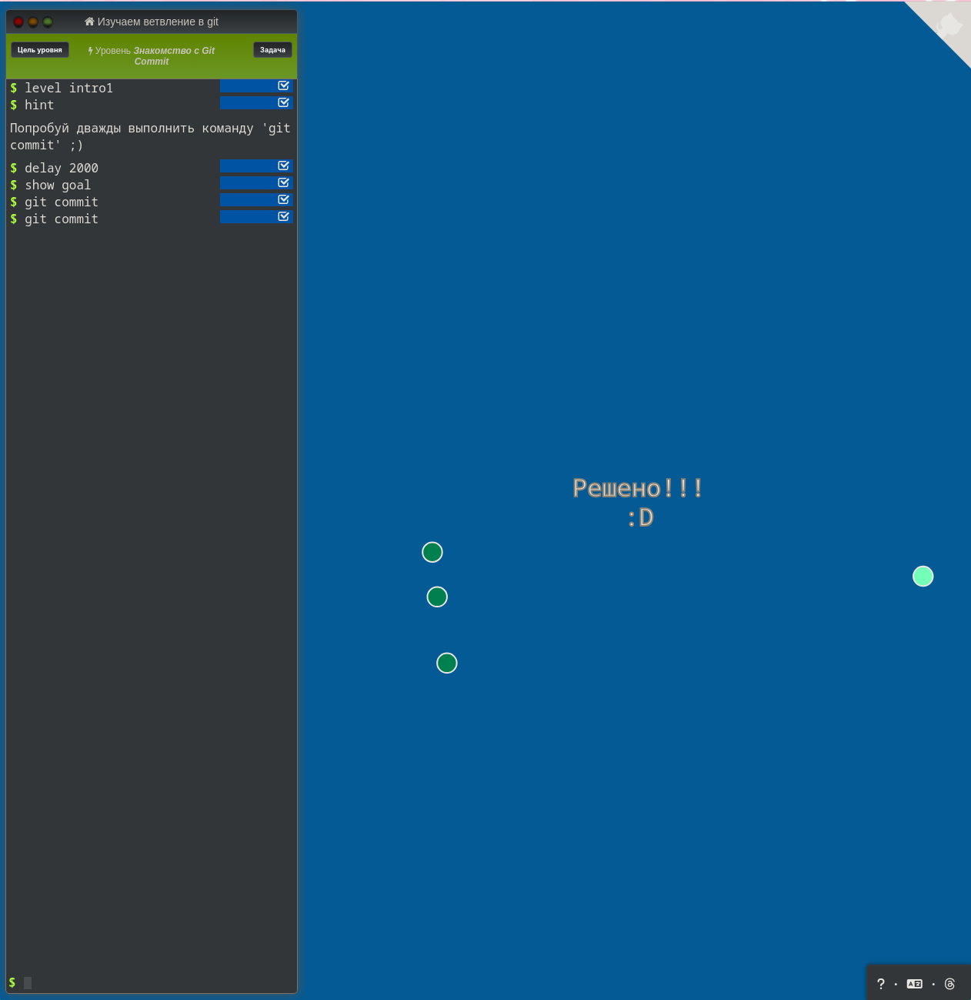 Изучаем ветвление в git
Цель уровня
Уровень Знакомство с Git
Commit
Задача
$ level intro1
$ hint
Попробуй дважды выполнить команду 'git
commit' ;)
$ delay 2000
$ show goal
$ git commit
$ git commit
Решено!!!
:D
$
? · ·